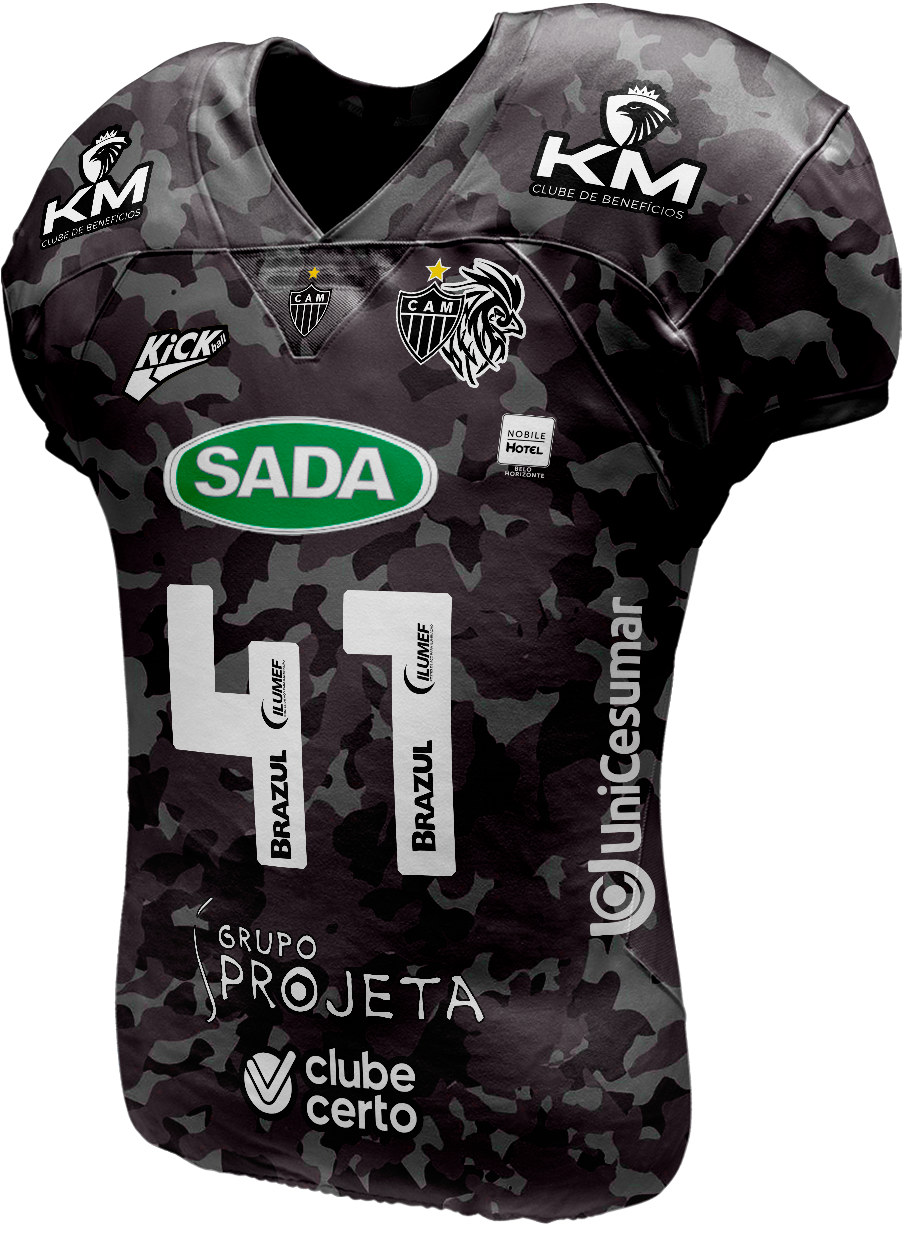 KM
CLUBE DE BENEFÍCIOS
KM
CLUBE DE BENEFÍCIOS
CAM
CAM
KiCK
ball
SADA
NOBILE
HOTEL
BELO
HORIZONTE
41
ILUMEF
BRAZUL
ILUMEF
BRAZUL
UniCesumar
GRUPO
PROJETA
clube
certo